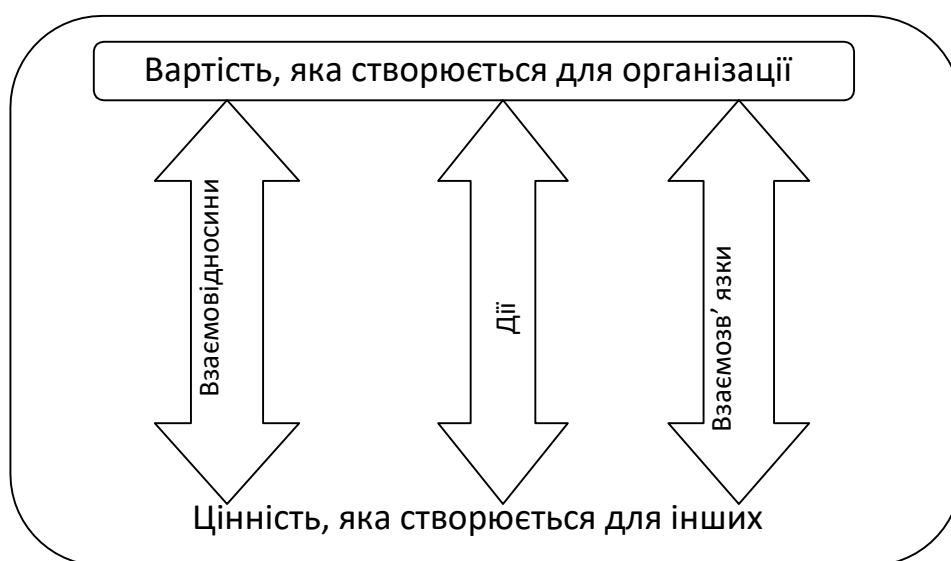 Вартість, яка створюється для організації
Взаємовідносини
Дії
Взаємозв’ язки
Цінність, яка створюється для інших